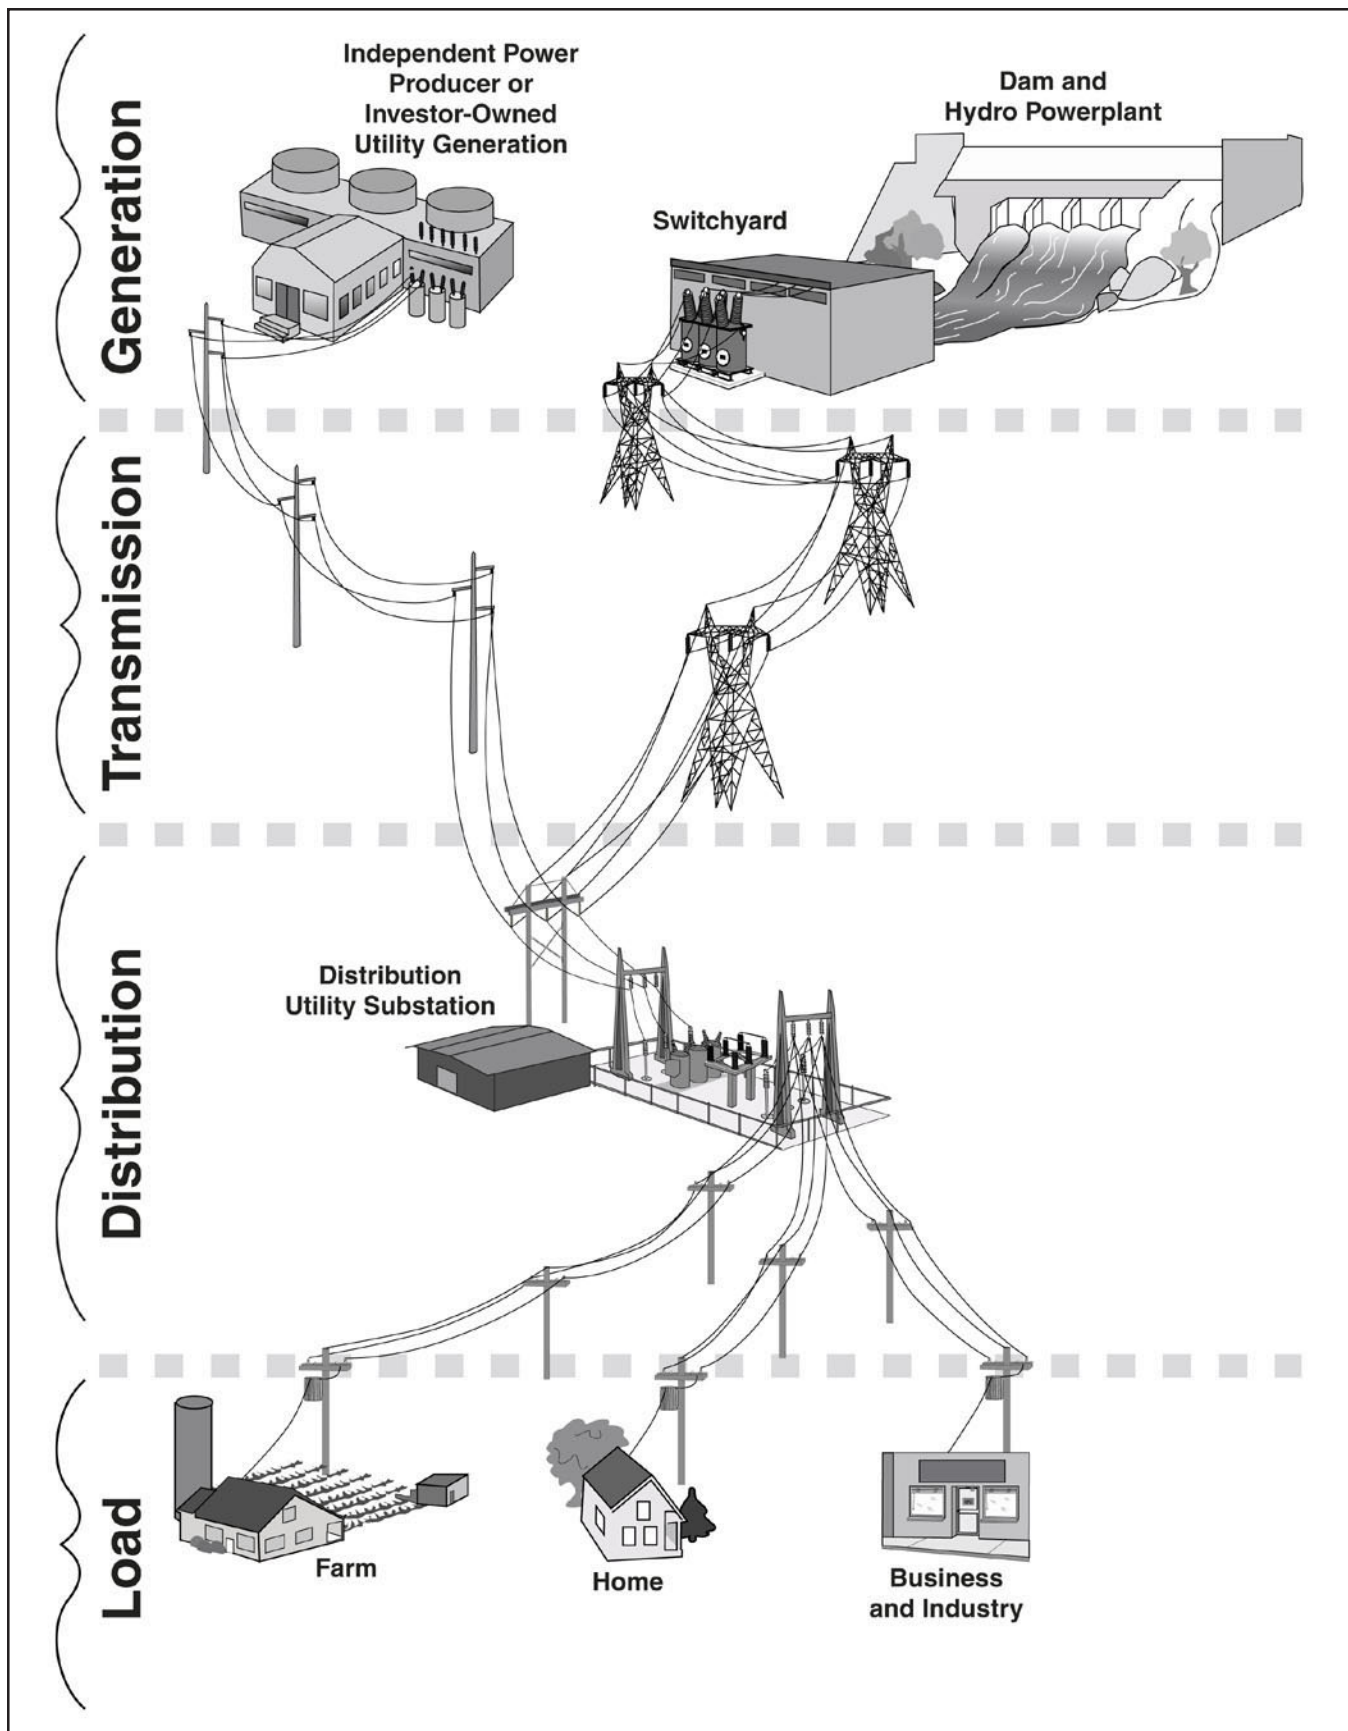 Generation
Independent Power
Producer or
Investor-Owned
Utility Generation
Dam and
Hydro Powerplant
Switchyard
Transmission
Distribution
Distribution
Utility Substation
Load
Farm
Home
Business
and Industry